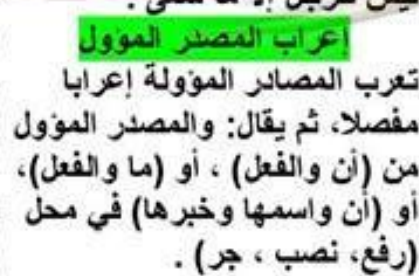 إعراب المصدر المؤول
تعرب المصادر المؤولة إعرابا
مفصلا، ثم يقال: والمصدر المؤول
من (أن والفعل) ، أو (ما والفعل)،
أو (أن واسمها وخبرها) في محل
(رفع، نصب ، جر) .